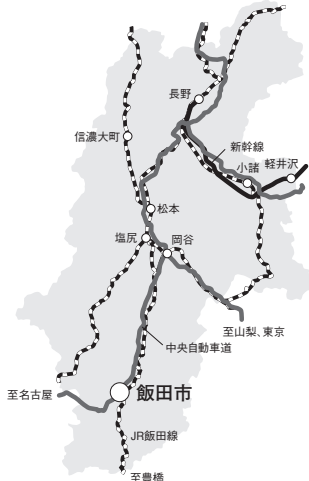 長野
信濃大町
新幹線
小諸
軽井沢
松本
塩尻
岡谷
至山梨、東京
中央自動車道
至名古屋
飯田市
JR飯田線
至豊橋